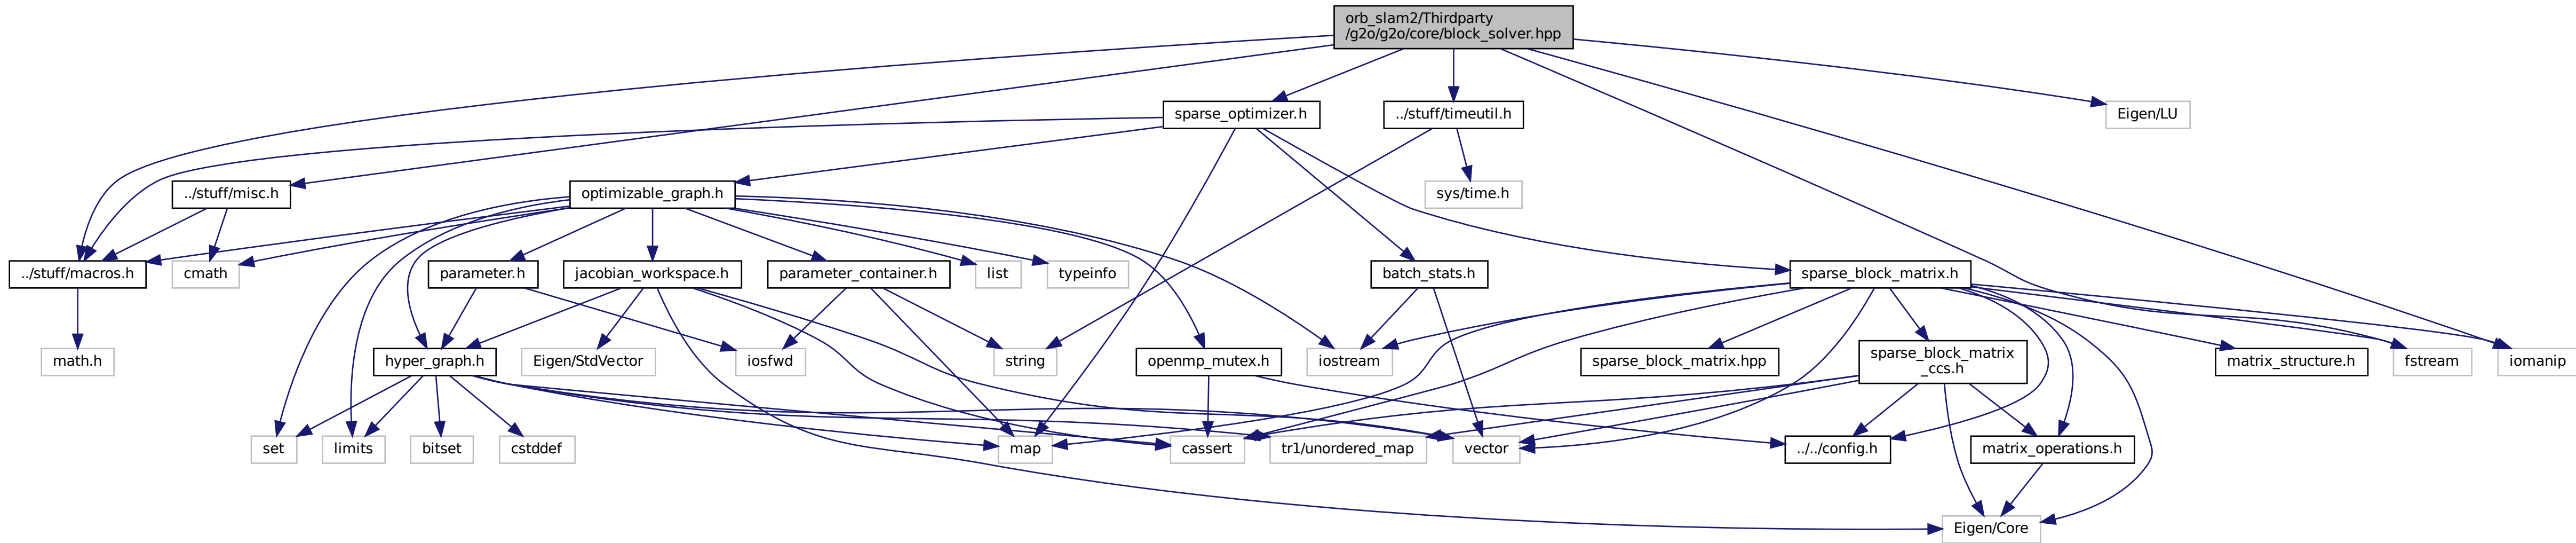 orb_slam2/Thirdparty
/g2o/g2o/core/block_solver.hpp
sparse_optimizer.h
../stuff/timeutil.h
Eigen/LU
../stuff/misc.h
optimizable_graph.h
sys/time.h
../stuff/macros.h
cmath
parameter.h
jacobian_workspace.h
parameter_container.h
list
typeinfo
batch_stats.h
sparse_block_matrix.h
math.h
hyper_graph.h
Eigen/StdVector
iosfwd
string
openmp_mutex.h
iostream
sparse_block_matrix.hpp
sparse_block_matrix
_ccs.h
matrix_structure.h
fstream
iomanip
set
limits
bitset
cstddef
map
cassert
tr1/unordered_map
vector
../../config.h
matrix_operations.h
Eigen/Core